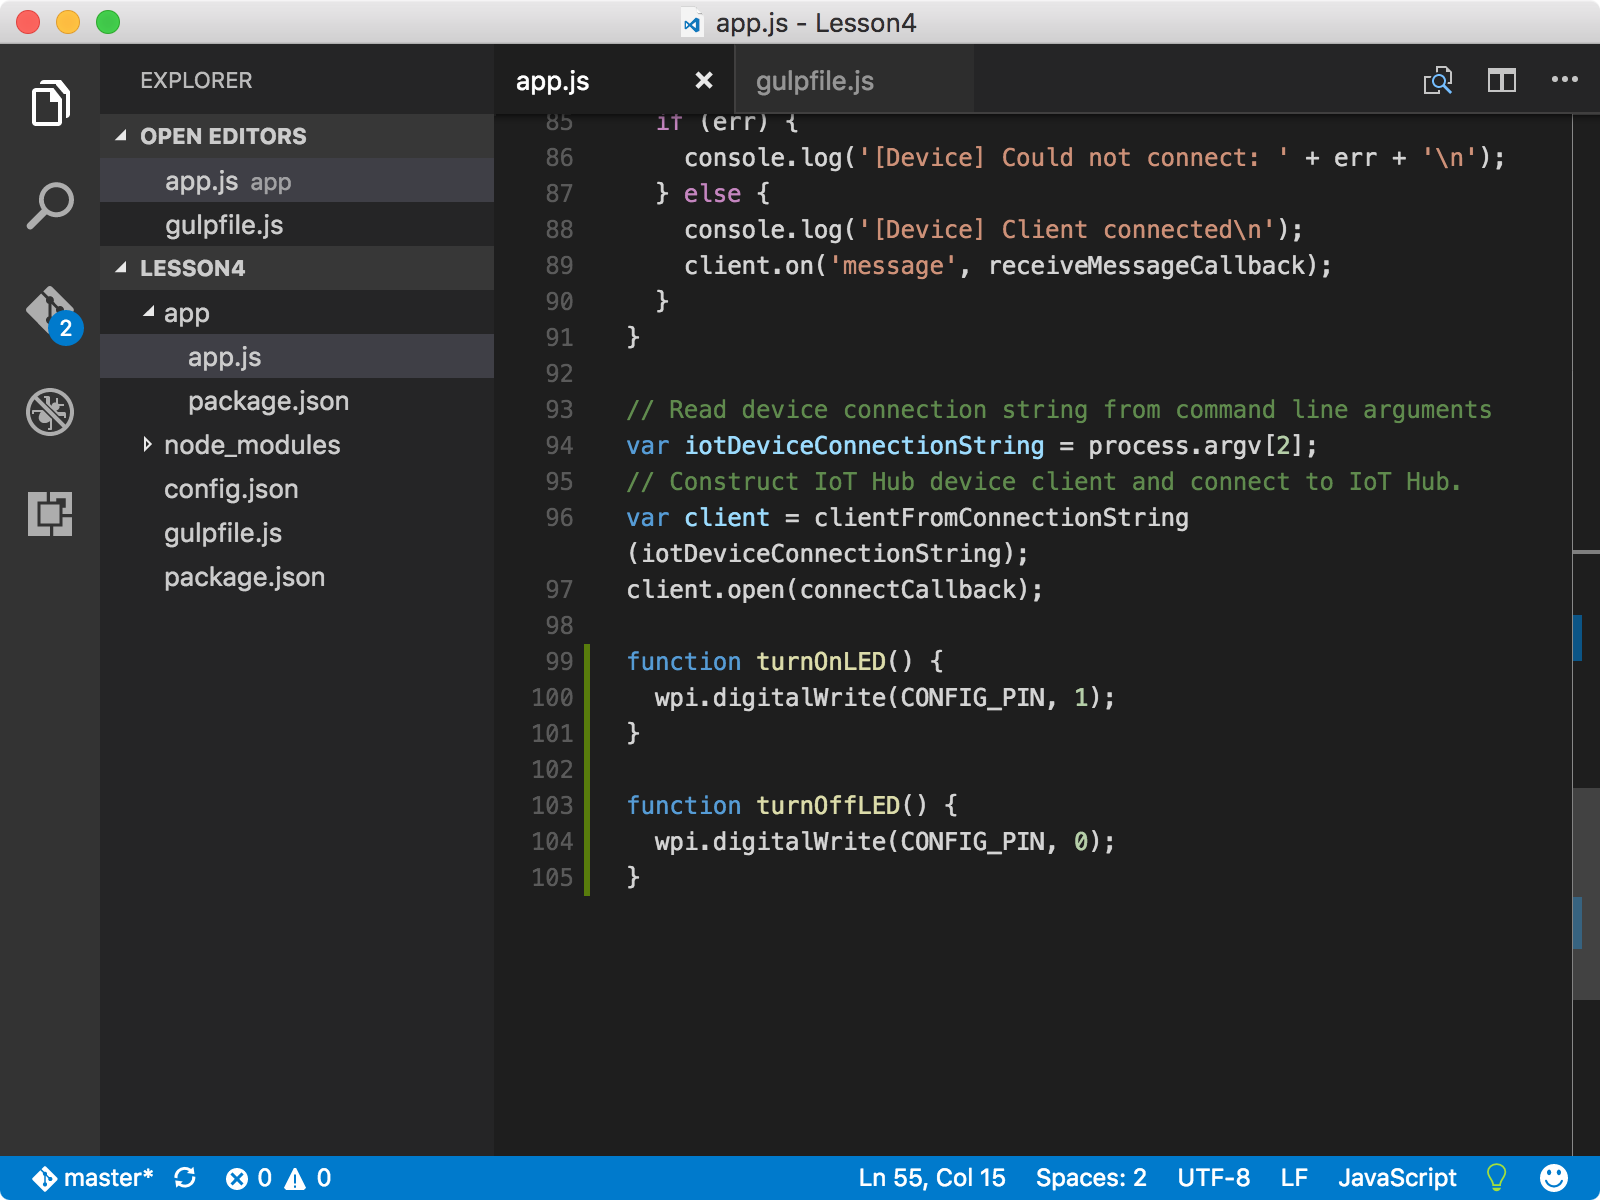 app.js - Lesson4
EXPLORER
OPEN EDITORS
app.js app
gulpfile.js
LESSON4
app
app.js
package.json
node_modules
config.json
gulpfile.js
package.json
2
app.js
gulpfile.js
85 if (err) {
86 console.log('[Device] Could not connect: ' + err + '\n');
87 } else {
88 console.log('[Device] Client connected\n');
89 client.on('message', receiveMessageCallback);
90 }
91 }
92
93 // Read device connection string from command line arguments
94 var iotDeviceConnectionString = process.argv[2];
95 // Construct IoT Hub device client and connect to IoT Hub.
96 var client = clientFromConnectionString
(iotDeviceConnectionString);
97 client.open(connectCallback);
98
99 function turnOnLED() {
100 wpi.digitalWrite(CONFIG_PIN, 1);
101 }
102
103 function turnOffLED() {
104 wpi.digitalWrite(CONFIG_PIN, 0);
105 }
master* 0 0 Ln 55, Col 15 Spaces: 2 UTF-8 LF JavaScript